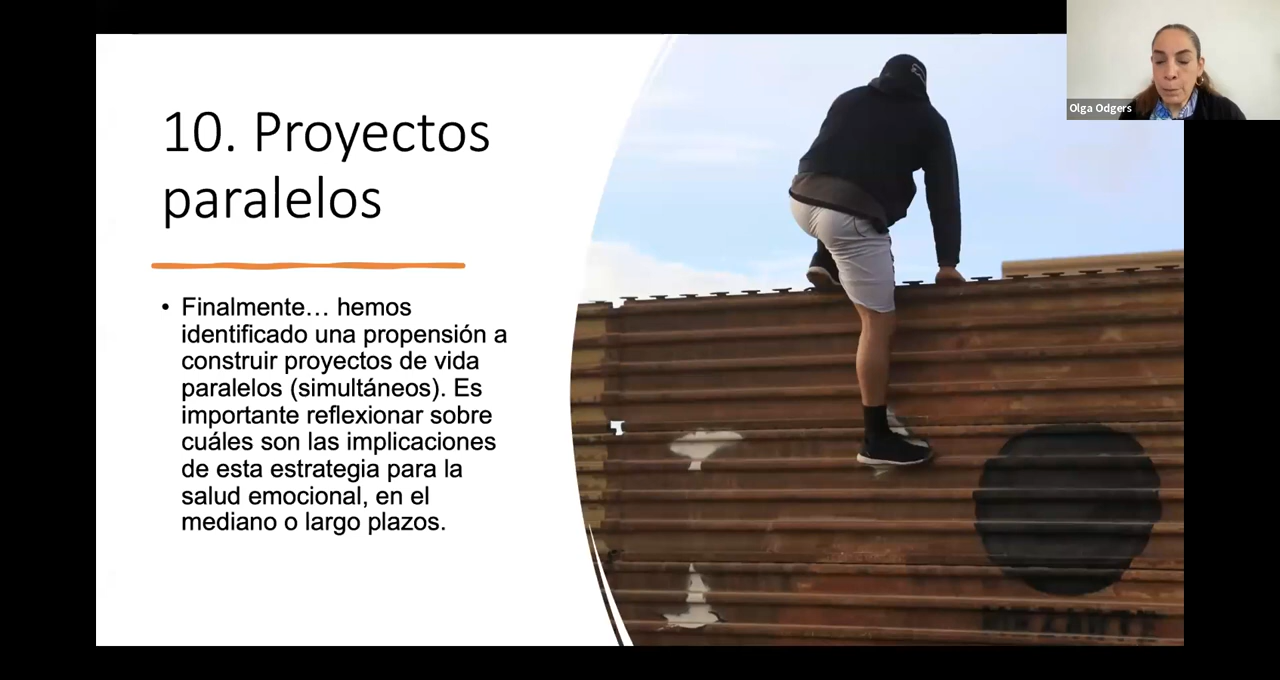 10. Proyectos
paralelos
• Finalmente… hemos
identificado una propensión a
construir proyectos de vida
paralelos (simultáneos). Es
importante reflexionar sobre
cuáles son las implicaciones
de esta estrategia para la
salud emocional, en el
mediano o largo plazos.
Olga Odgers